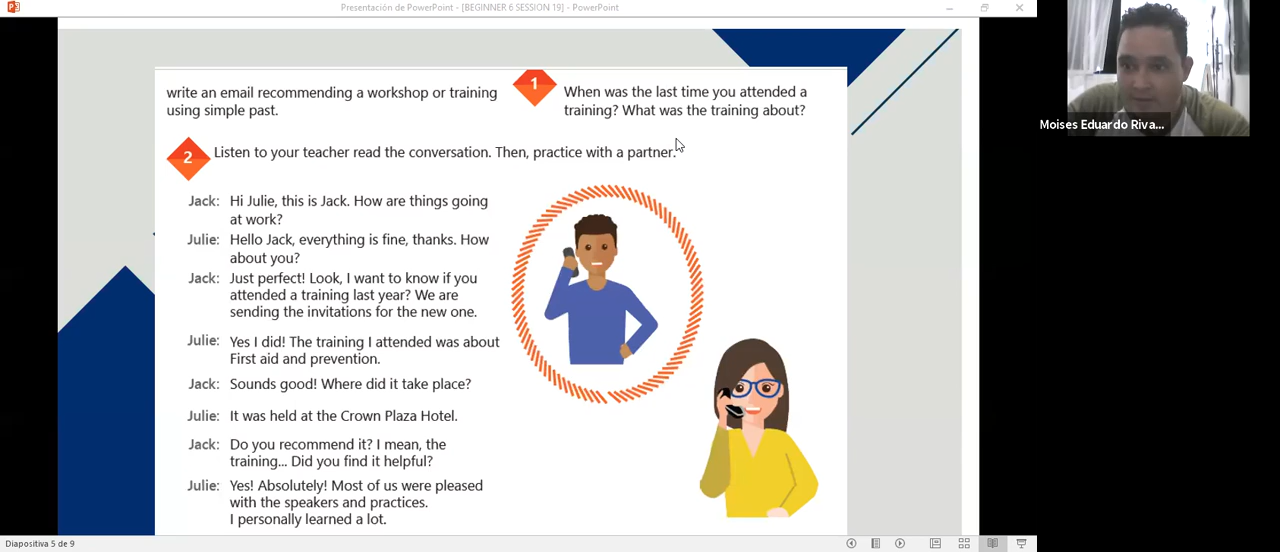 Presentación de PowerPoint - [BEGINNER 6 SESSION 19] - PowerPoint
write an email recommending a workshop or training
using simple past.
1
When was the last time you attended a
training? What was the training about?
2
Listen to your teacher read the conversation. Then, practice with a partner.
Jack: Hi Julie, this is Jack. How are things going
at work?
Julie: Hello Jack, everything is fine, thanks. How
about you?
Jack: Just perfect! Look, I want to know if you
attended a training last year? We are
sending the invitations for the new one.
Julie: Yes I did! The training I attended was about
First aid and prevention.
Jack: Sounds good! Where did it take place?
Julie: It was held at the Crown Plaza Hotel.
Jack: Do you recommend it? I mean, the
training... Did you find it helpful?
Julie: Yes! Absolutely! Most of us were pleased
with the speakers and practices.
I personally learned a lot.
Moises Eduardo Riva...
Diapositiva 5 de 9